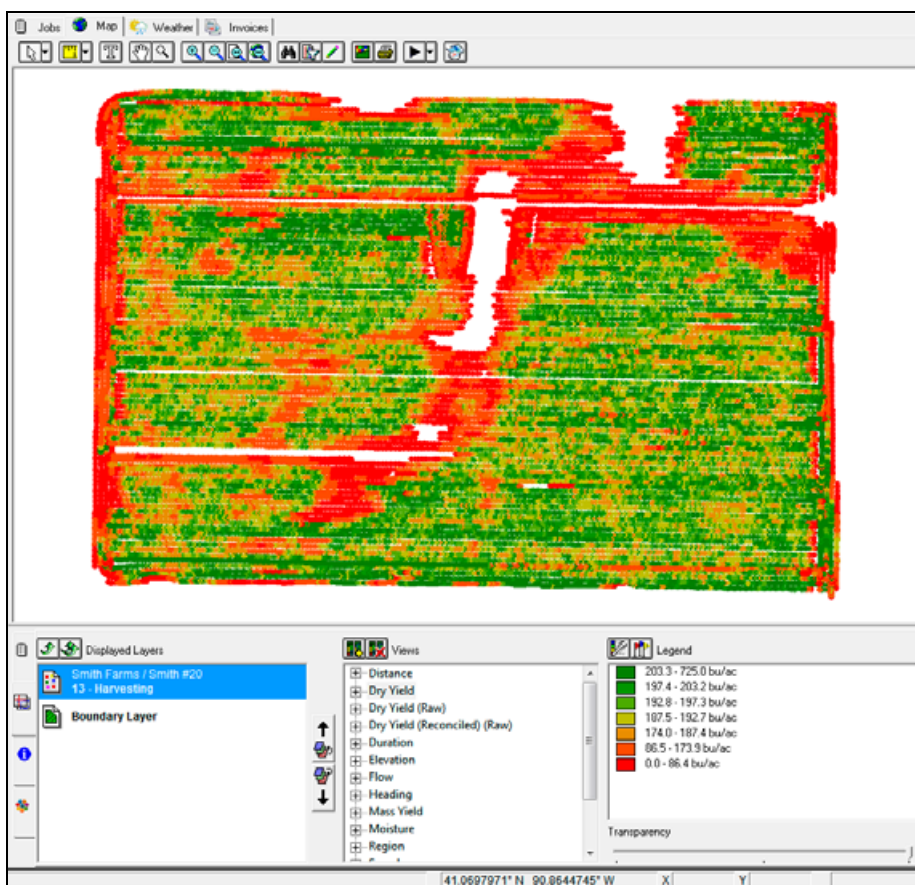 Jobs Map Weather Invoices
Displayed Layers
Smith Farms / Smith #20
13 - Harvesting
Boundary Layer
Views
Distance
Dry Yield
Dry Yield (Raw)
Dry Yield (Reconciled) (Raw)
Duration
Elevation
Flow
Heading
Mass Yield
Moisture
Region
Legend
203.3 - 725.0 bu/ac
197.4 - 203.2 bu/ac
192.8 - 197.3 bu/ac
187.5 - 192.7 bu/ac
174.0 - 187.4 bu/ac
86.5 - 173.9 bu/ac
0.0 - 86.4 bu/ac
Transparency
41.0697971° N 90.8644745° W X Y